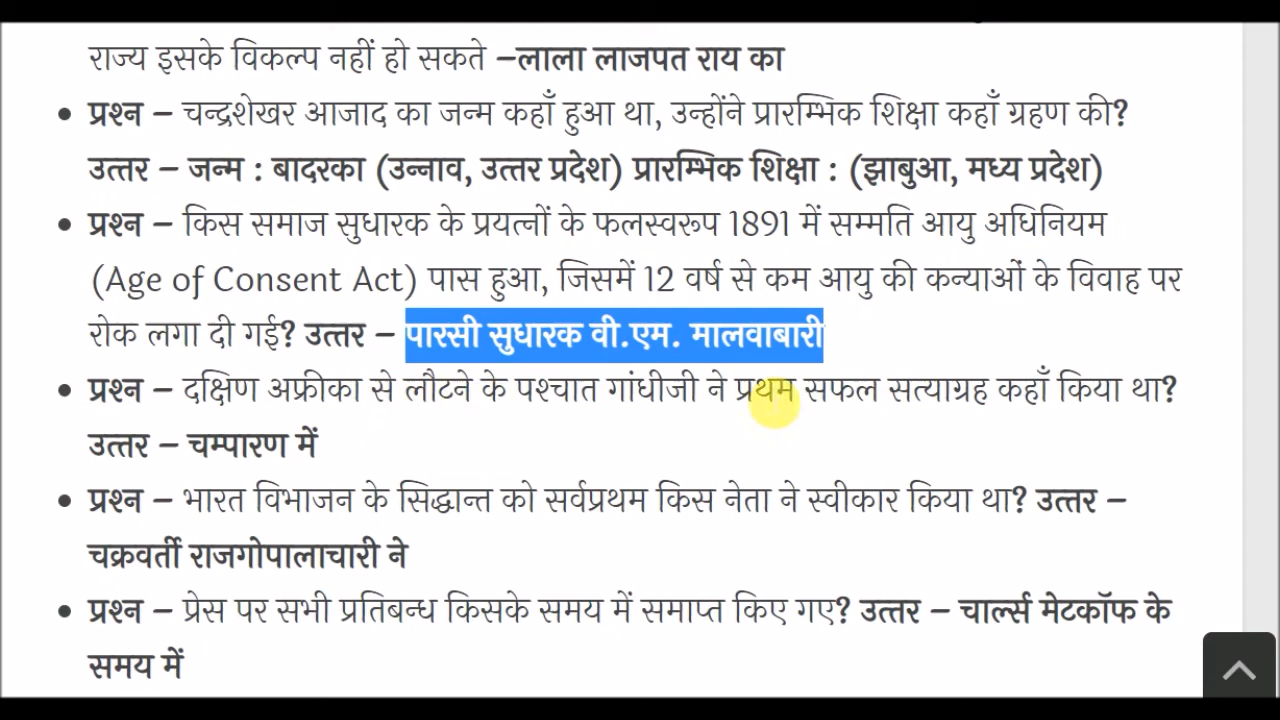 राज्य इसके विकल्प नहीं हो सकते –लाला लाजपत राय का
• प्रश्न – चन्द्रशेखर आजाद का जन्म कहाँ हुआ था, उन्होंने प्रारम्भिक शिक्षा कहाँ ग्रहण की?
उत्तर – जन्म : बादरका (उन्नाव, उत्तर प्रदेश) प्रारम्भिक शिक्षा : (झाबुआ, मध्य प्रदेश)
• प्रश्न – किस समाज सुधारक के प्रयत्नों के फलस्वरूप 1891 में सम्मति आयु अधिनियम
(Age of Consent Act) पास हुआ, जिसमें 12 वर्ष से कम आयु की कन्याओं के विवाह पर
रोक लगा दी गई? उत्तर – पारसी सुधारक वी.एम. मालवाबारी
• प्रश्न – दक्षिण अफ्रीका से लौटने के पश्चात गांधीजी ने प्रथम सफल सत्याग्रह कहाँ किया था?
उत्तर – चम्पारण में
• प्रश्न – भारत विभाजन के सिद्धान्त को सर्वप्रथम किस नेता ने स्वीकार किया था? उत्तर –
चक्रवर्ती राजगोपालाचारी ने
• प्रश्न – प्रेस पर सभी प्रतिबन्ध किसके समय में समाप्त किए गए? उत्तर – चार्ल्स मेटकॉफ के
समय में